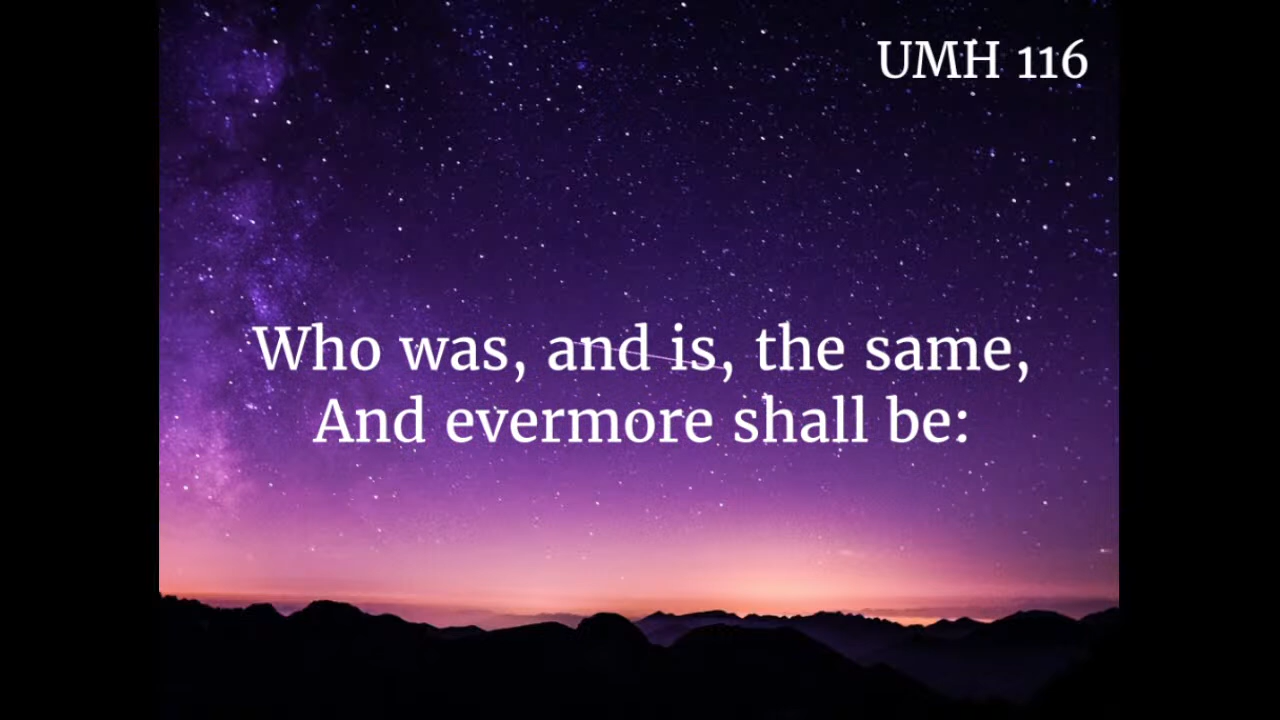 UMH 116
Who was, and is, the same,
And evermore shall be: